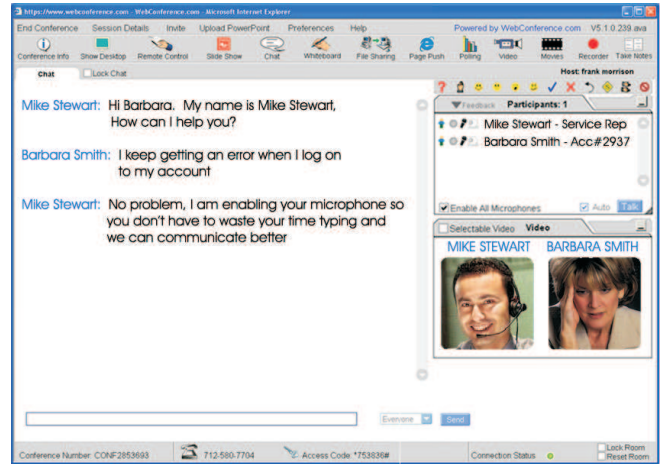 https://www.webconference.com - WebConference.com - Microsoft Internet Explorer
End Conference Session Details Invite Upload PowerPoint Preferences Help Powered by WebConference.com V5.1.0.239.ava
Conference Info Show Desktop Remote Control Slide Show Chat Whiteboard File Sharing Page Push Polling Video Movies Recorder Take Notes
Chat Lock Chat Host: frank morrison
Feedback Participants: 1
Mike Stewart: Hi Barbara. My name is Mike Stewart,
How can I help you?
Barbara Smith: I keep getting an error when I log on
to my account
Mike Stewart: No problem, I am enabling your microphone so
you don't have to waste your time typing and
we can communicate better
Mike Stewart - Service Rep
Barbara Smith - Acc#2937
Enable All Microphones Auto Talk
Selectable Video Video
MIKE STEWART BARBARA SMITH
Everyone Send
Conference Number: CONF2853693 712-580-7704 Access Code: *753836# Connection Status Lock Room
Reset Room